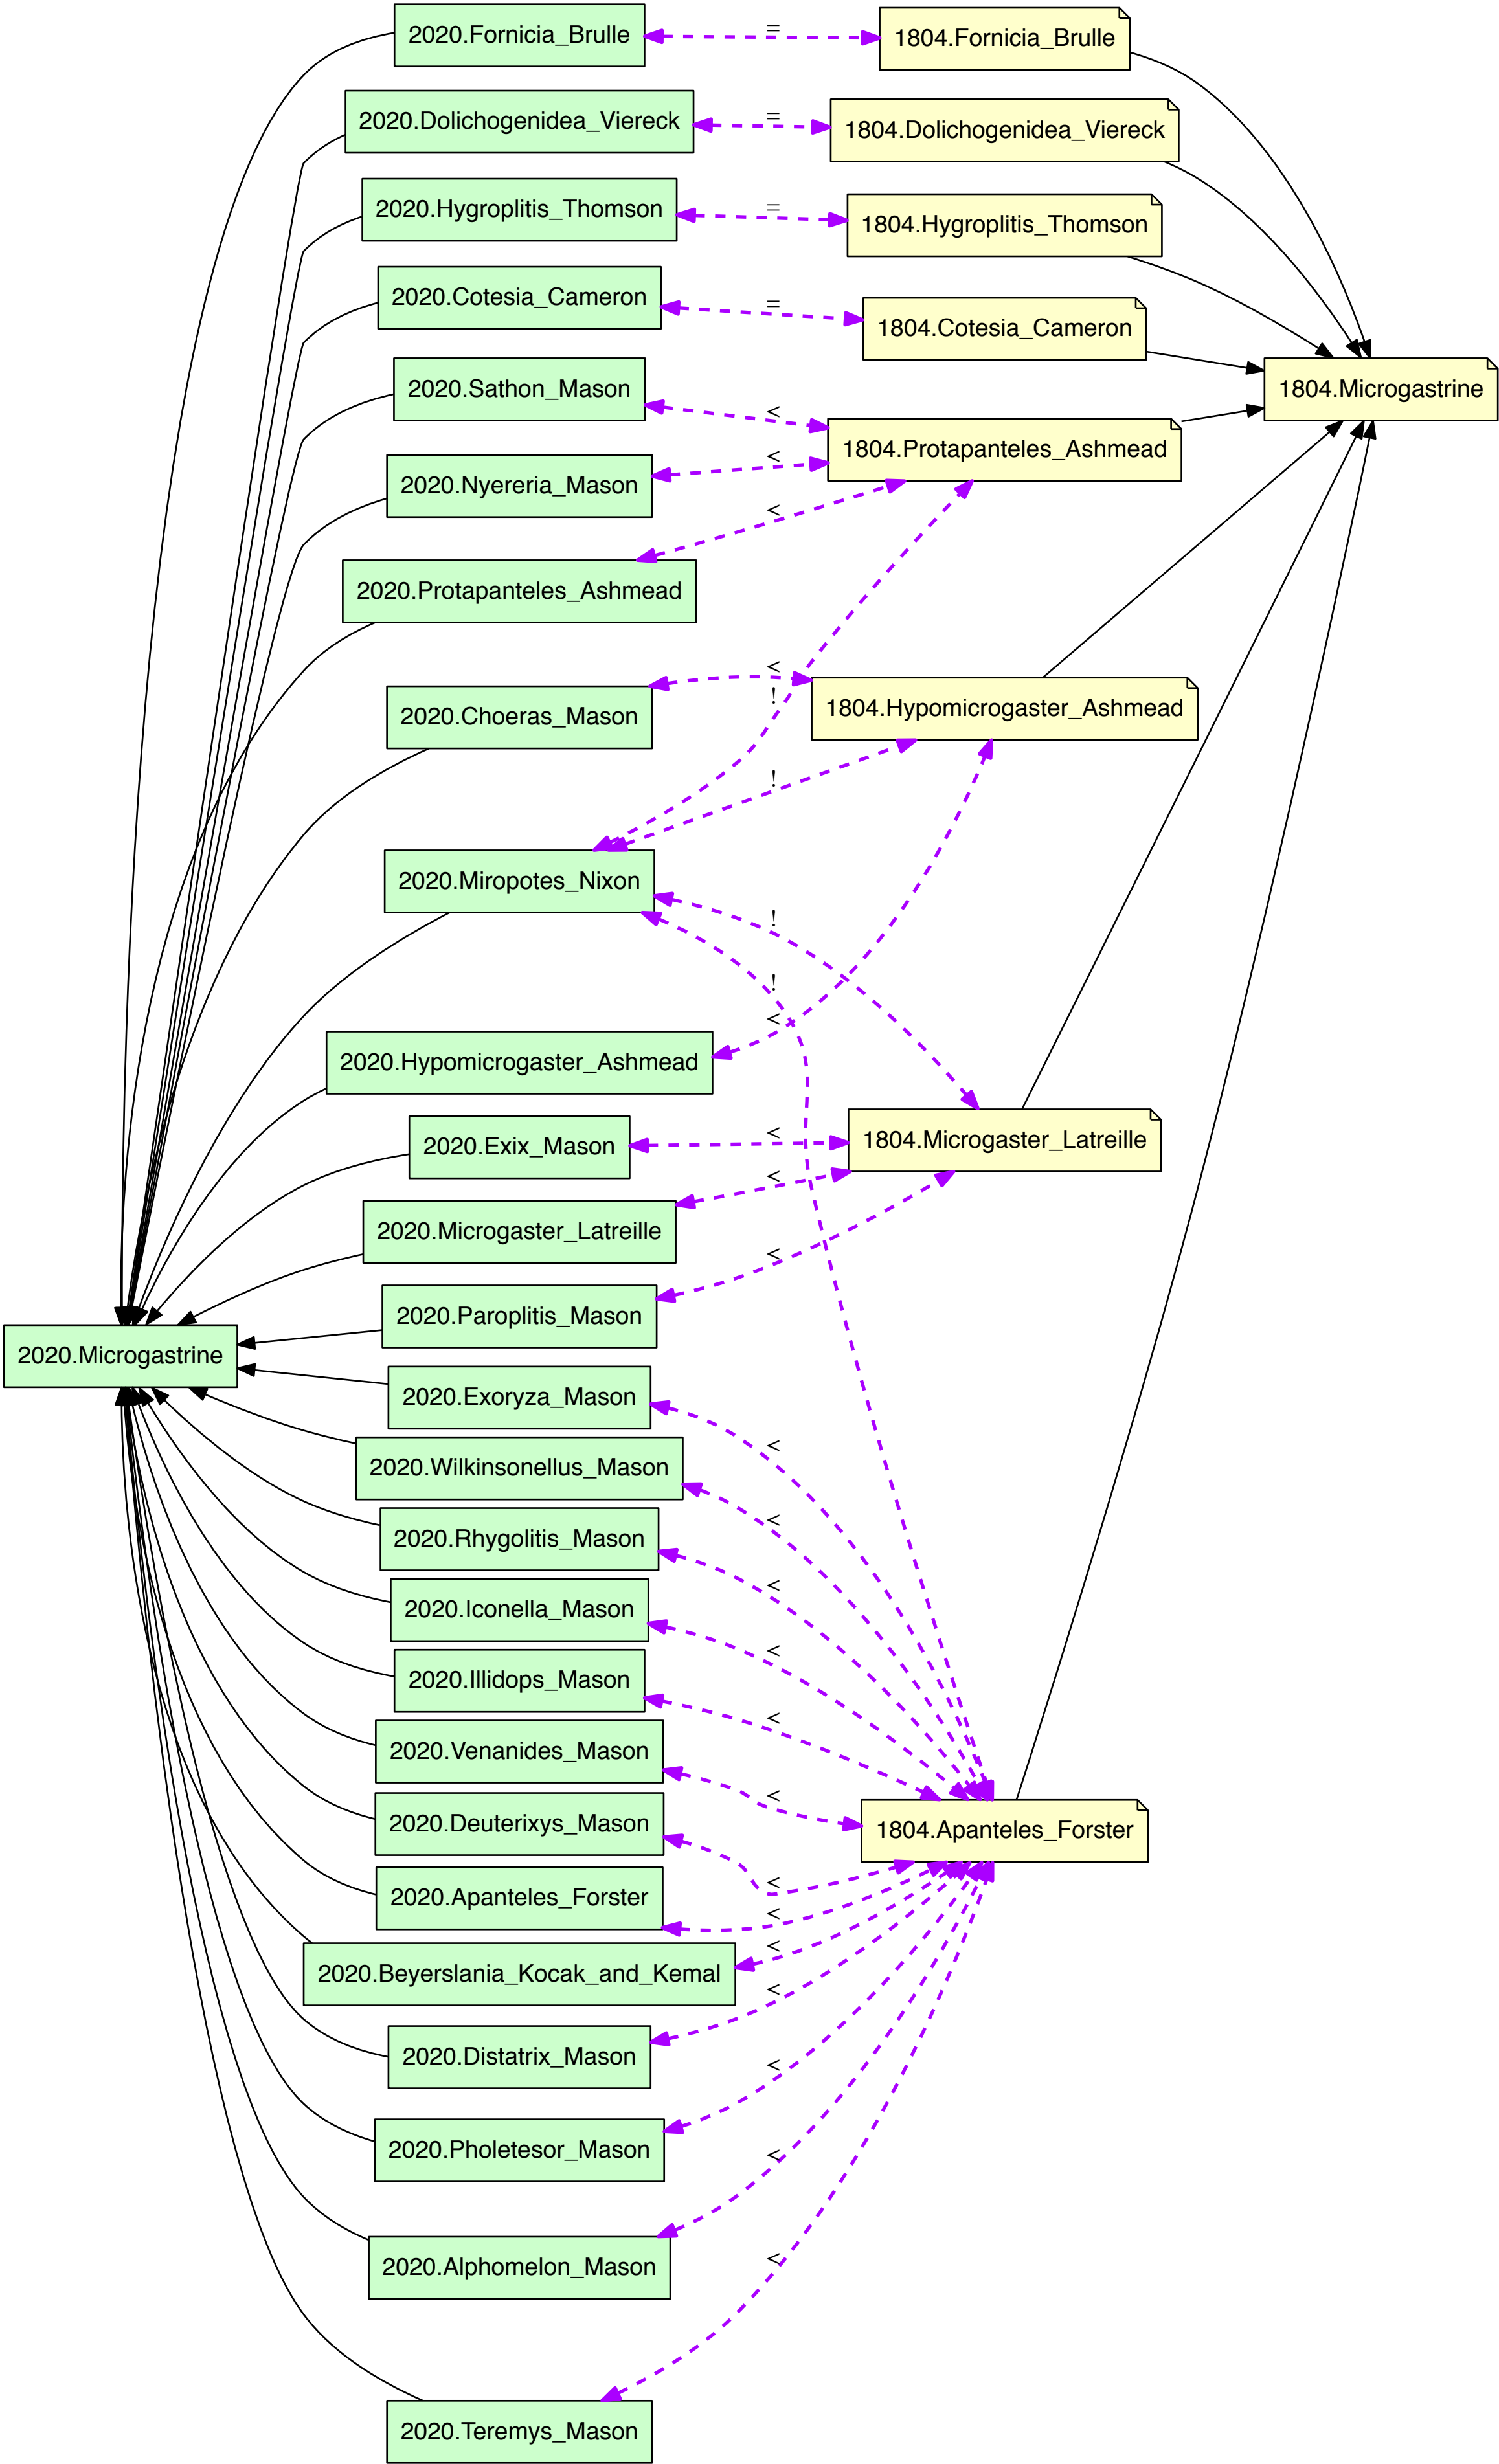 2020.Fornicia_Brulle
=
1804.Fornicia_Brulle
2020.Dolichogenidea_Viereck
=
1804.Dolichogenidea_Viereck
2020.Hygroplitis_Thomson
=
1804.Hygroplitis_Thomson
2020.Cotesia_Cameron
=
1804.Cotesia_Cameron
2020.Sathon_Mason
<
1804.Microgastrine
1804.Protapanteles_Ashmead
2020.Nyereria_Mason
<
<
2020.Protapanteles_Ashmead
<
!
2020.Choeras_Mason
1804.Hypomicrogaster_Ashmead
!
2020.Miropotes_Nixon
!
!
<
2020.Hypomicrogaster_Ashmead
2020.Exix_Mason
<
1804.Microgaster_Latreille
<
2020.Microgaster_Latreille
<
2020.Paroplitis_Mason
2020.Microgastrine
2020.Exoryza_Mason
<
2020.Wilkinsonellus_Mason
<
2020.Rhygolitis_Mason
<
2020.Iconella_Mason
<
2020.Illidops_Mason
<
2020.Venanides_Mason
<
2020.Deuterixys_Mason
1804.Apanteles_Forster
<
2020.Apanteles_Forster
<
<
2020.Beyerslania_Kocak_and_Kemal
<
2020.Distatrix_Mason
<
2020.Pholetesor_Mason
<
2020.Alphomelon_Mason
<
2020.Teremys_Mason